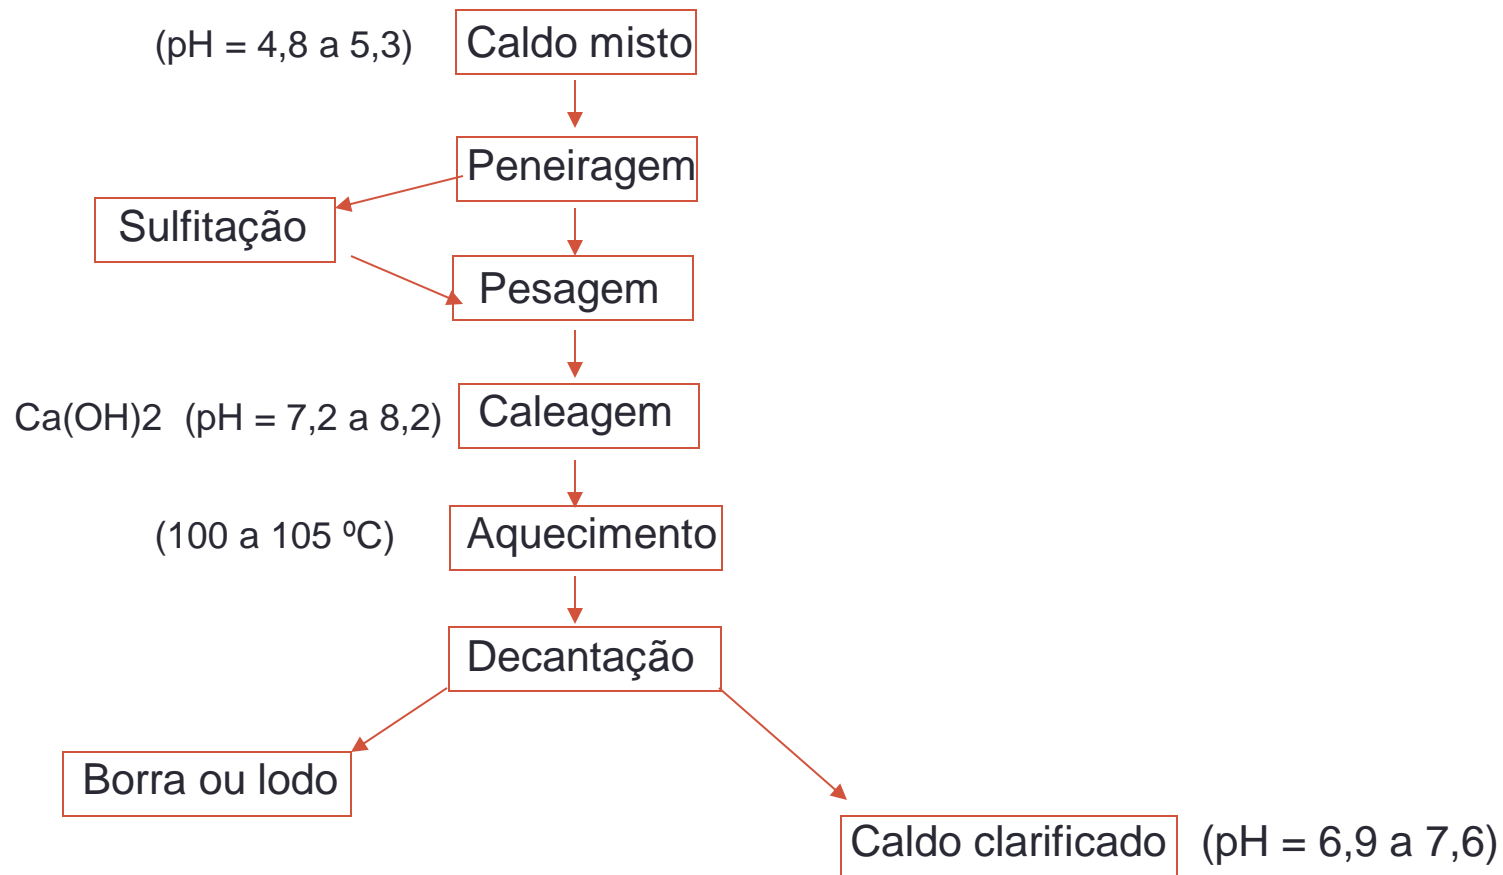 (pH = 4,8 a 5,3) Caldo misto
Peneiragem
Sulfitação
Pesagem
Ca(OH)2 (pH = 7,2 a 8,2) Caleagem
(100 a 105 ºC) Aquecimento
Decantação
Borra ou lodo
Caldo clarificado (pH = 6,9 a 7,6)